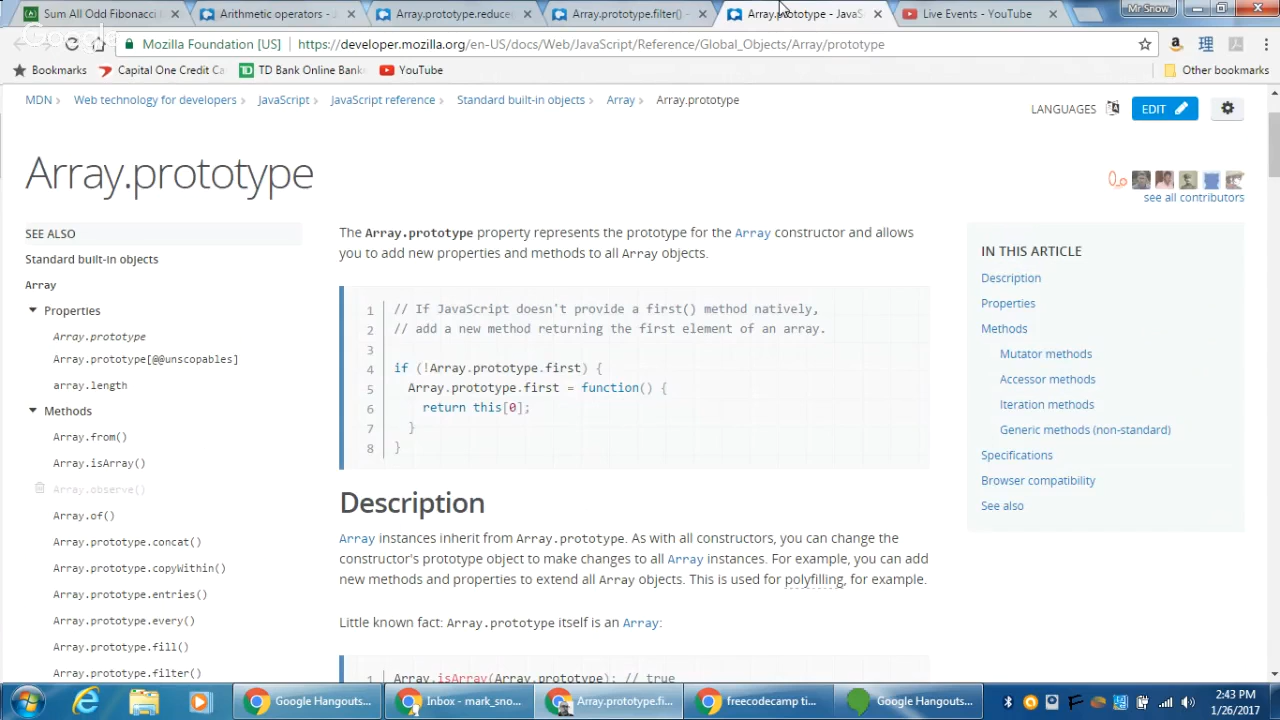 Sum All Odd Fibonacci
Arithmetic operators -
Array.prototype.reduce
Array.prototype.filter() -
Array.prototype - JavaS
Live Events - YouTube
Mr Snow
Google
Mozilla Foundation [US]
https://developer.mozilla.org/en-US/docs/Web/JavaScript/Reference/Global_Objects/Array/prototype
Bookmarks
Capital One Credit Ca
TD Bank Online Bank
YouTube
Other bookmarks
MDN > Web technology for developers > JavaScript > JavaScript reference > Standard built-in objects > Array > Array.prototype
LANGUAGES
EDIT
Array.prototype
see all contributors
SEE ALSO
Standard built-in objects
Array
Properties
Array.prototype
Array.prototype[@@unscopables]
array.length
Methods
Array.from()
Array.isArray()
Array.observe()
Array.of()
Array.prototype.concat()
Array.prototype.copyWithin()
Array.prototype.entries()
Array.prototype.every()
Array.prototype.fill()
Array.prototype.filter()
The Array.prototype property represents the prototype for the Array constructor and allows
you to add new properties and methods to all Array objects.
1 // If JavaScript doesn't provide a first() method natively,
2 // add a new method returning the first element of an array.
3
4 if (!Array.prototype.first) {
5 Array.prototype.first = function() {
6 return this[0];
7 }
8 }
Description
Array instances inherit from Array.prototype. As with all constructors, you can change the
constructor's prototype object to make changes to all Array instances. For example, you can add
new methods and properties to extend all Array objects. This is used for polyfilling, for example.
Little known fact: Array.prototype itself is an Array:
Array.isArray(Array.prototype); // true
IN THIS ARTICLE
Description
Properties
Methods
Mutator methods
Accessor methods
Iteration methods
Generic methods (non-standard)
Specifications
Browser compatibility
See also
Google Hangouts...
Inbox - mark_sno...
Array.prototype.fi...
freecodecamp ti...
Google Hangouts...
2:43 PM
1/26/2017